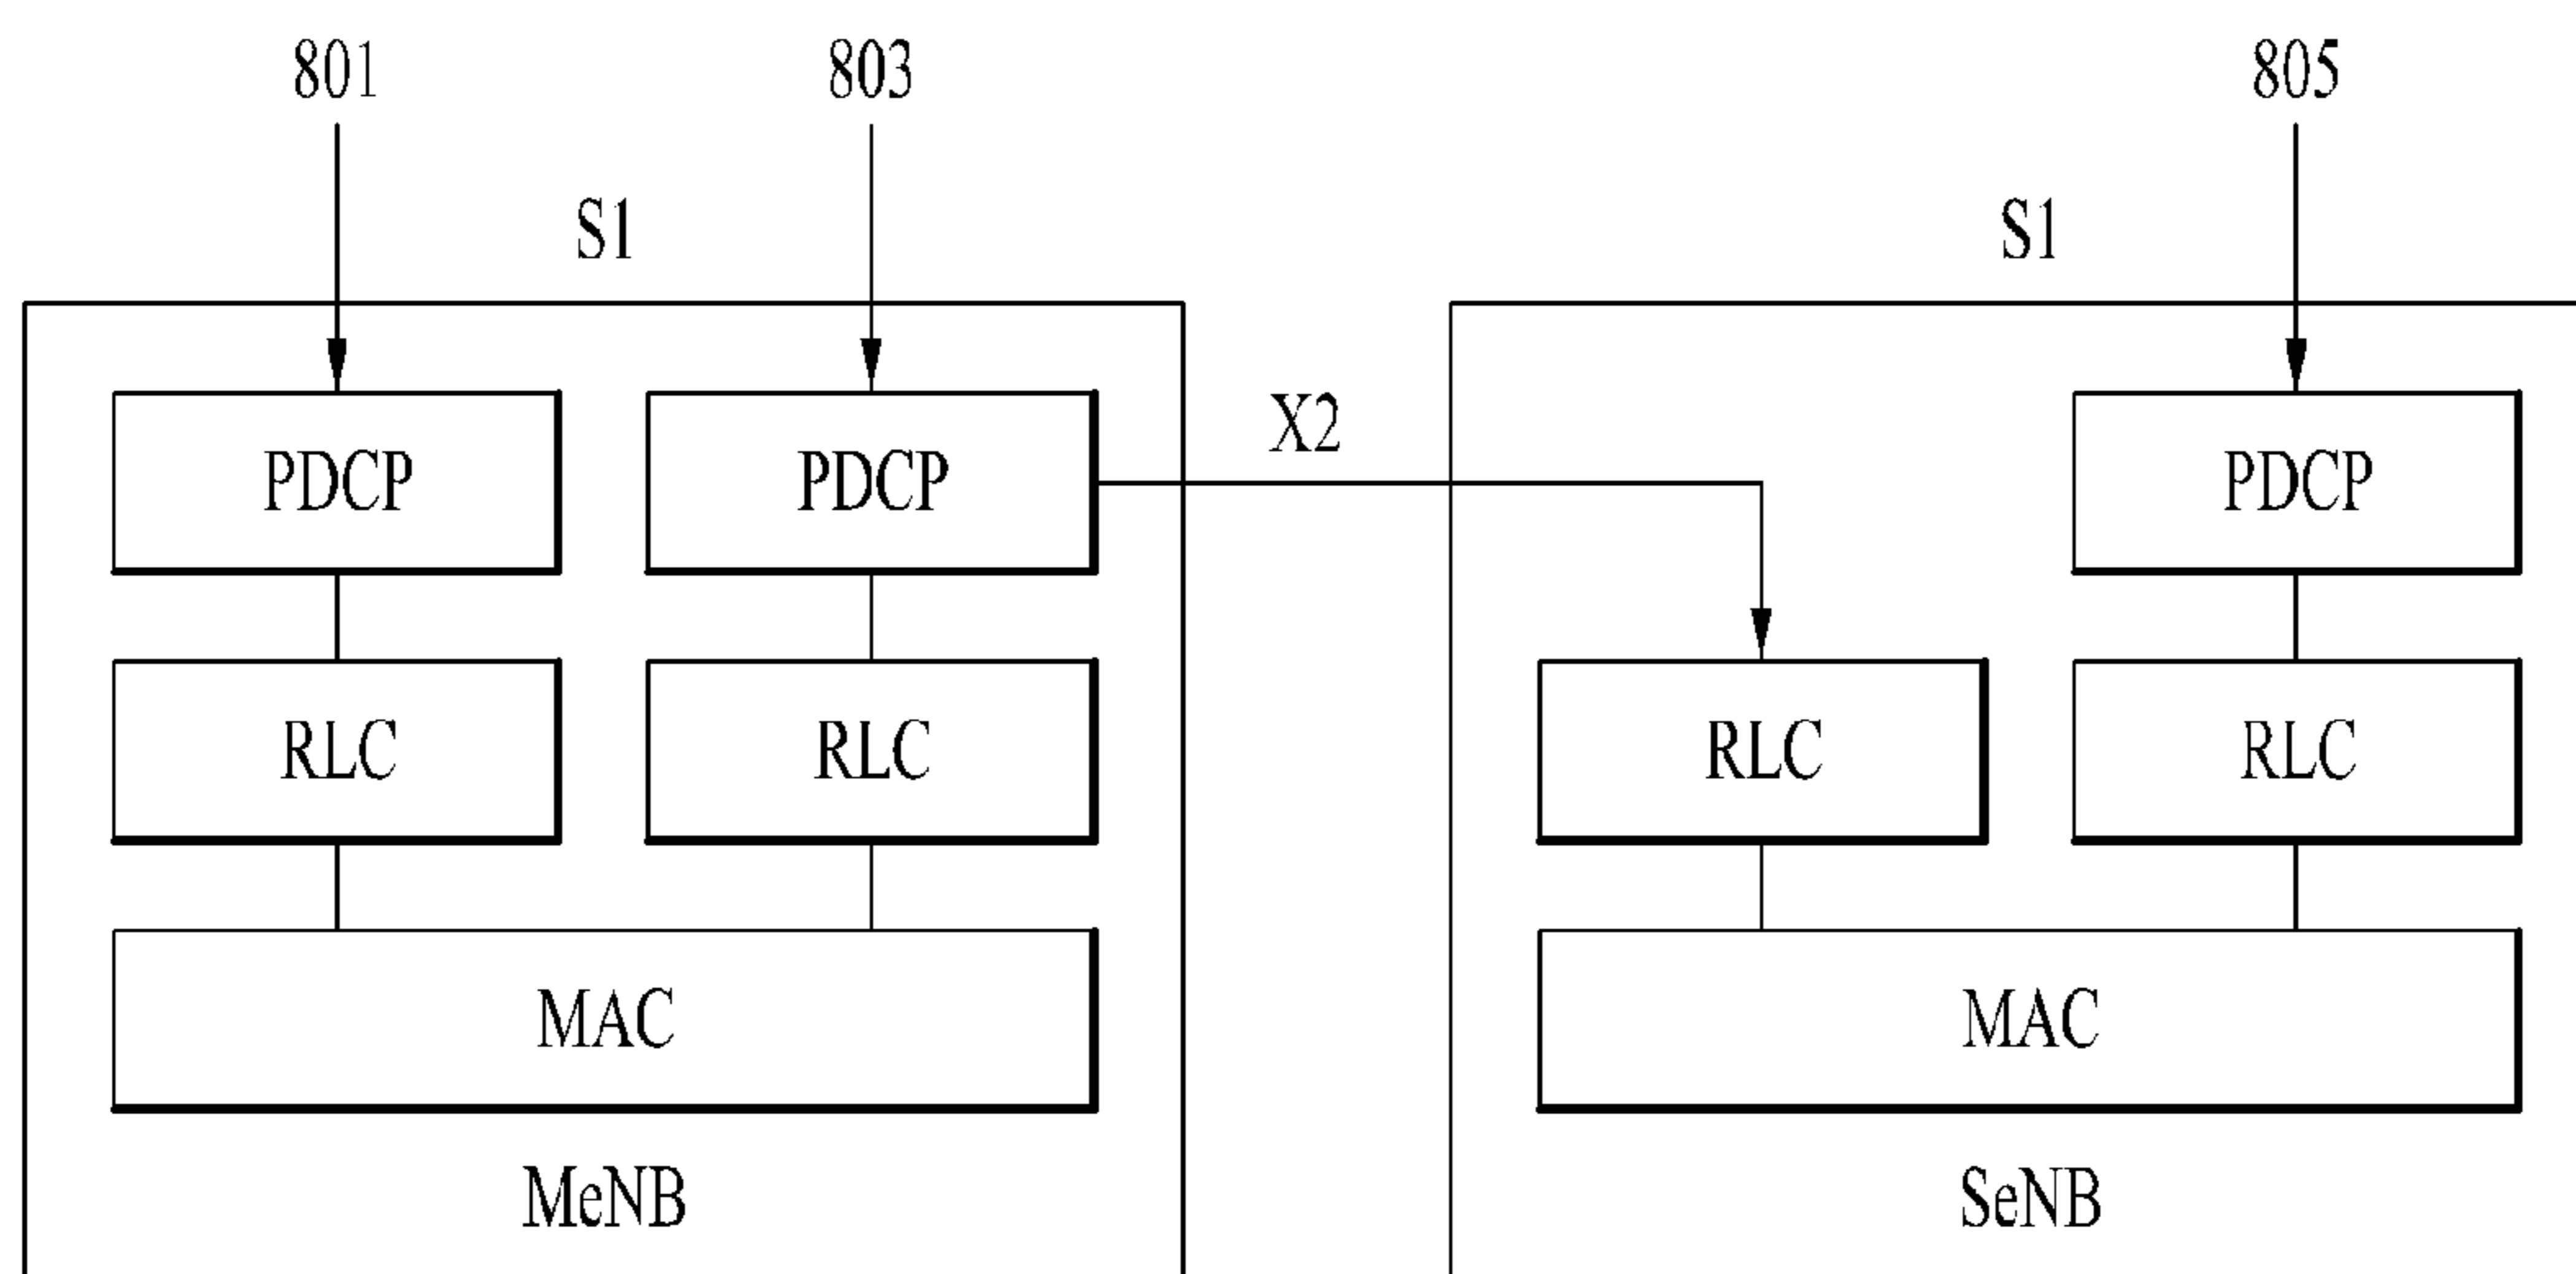 801 803 805
S1 S1
X2
PDCP PDCP PDCP
RLC RLC RLC RLC
MAC MAC
MeNB SeNB